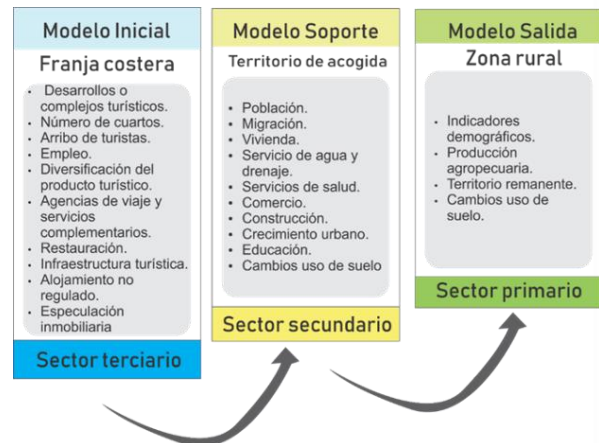 Modelo Inicial
Franja costera
• Desarrollos o
complejos turísticos.
• Número de cuartos.
• Arribo de turistas.
• Empleo.
• Diversificación del
producto turístico.
• Agencias de viaje y
servicios
complementarios.
• Restauración.
• Infraestructura turística.
• Alojamiento no
regulado.
• Especulación
inmobiliaria
Sector terciario
Modelo Soporte
Territorio de acogida
• Población.
• Migración.
• Vivienda.
• Servicio de agua y
drenaje.
• Servicios de salud.
• Comercio.
• Construcción.
• Crecimiento urbano.
• Educación.
• Cambios uso de suelo
Sector secundario
Modelo Salida
Zona rural
• Indicadores
demográficos.
• Producción
agropecuaria.
• Territorio remanente.
• Cambios uso de
suelo.
Sector primario